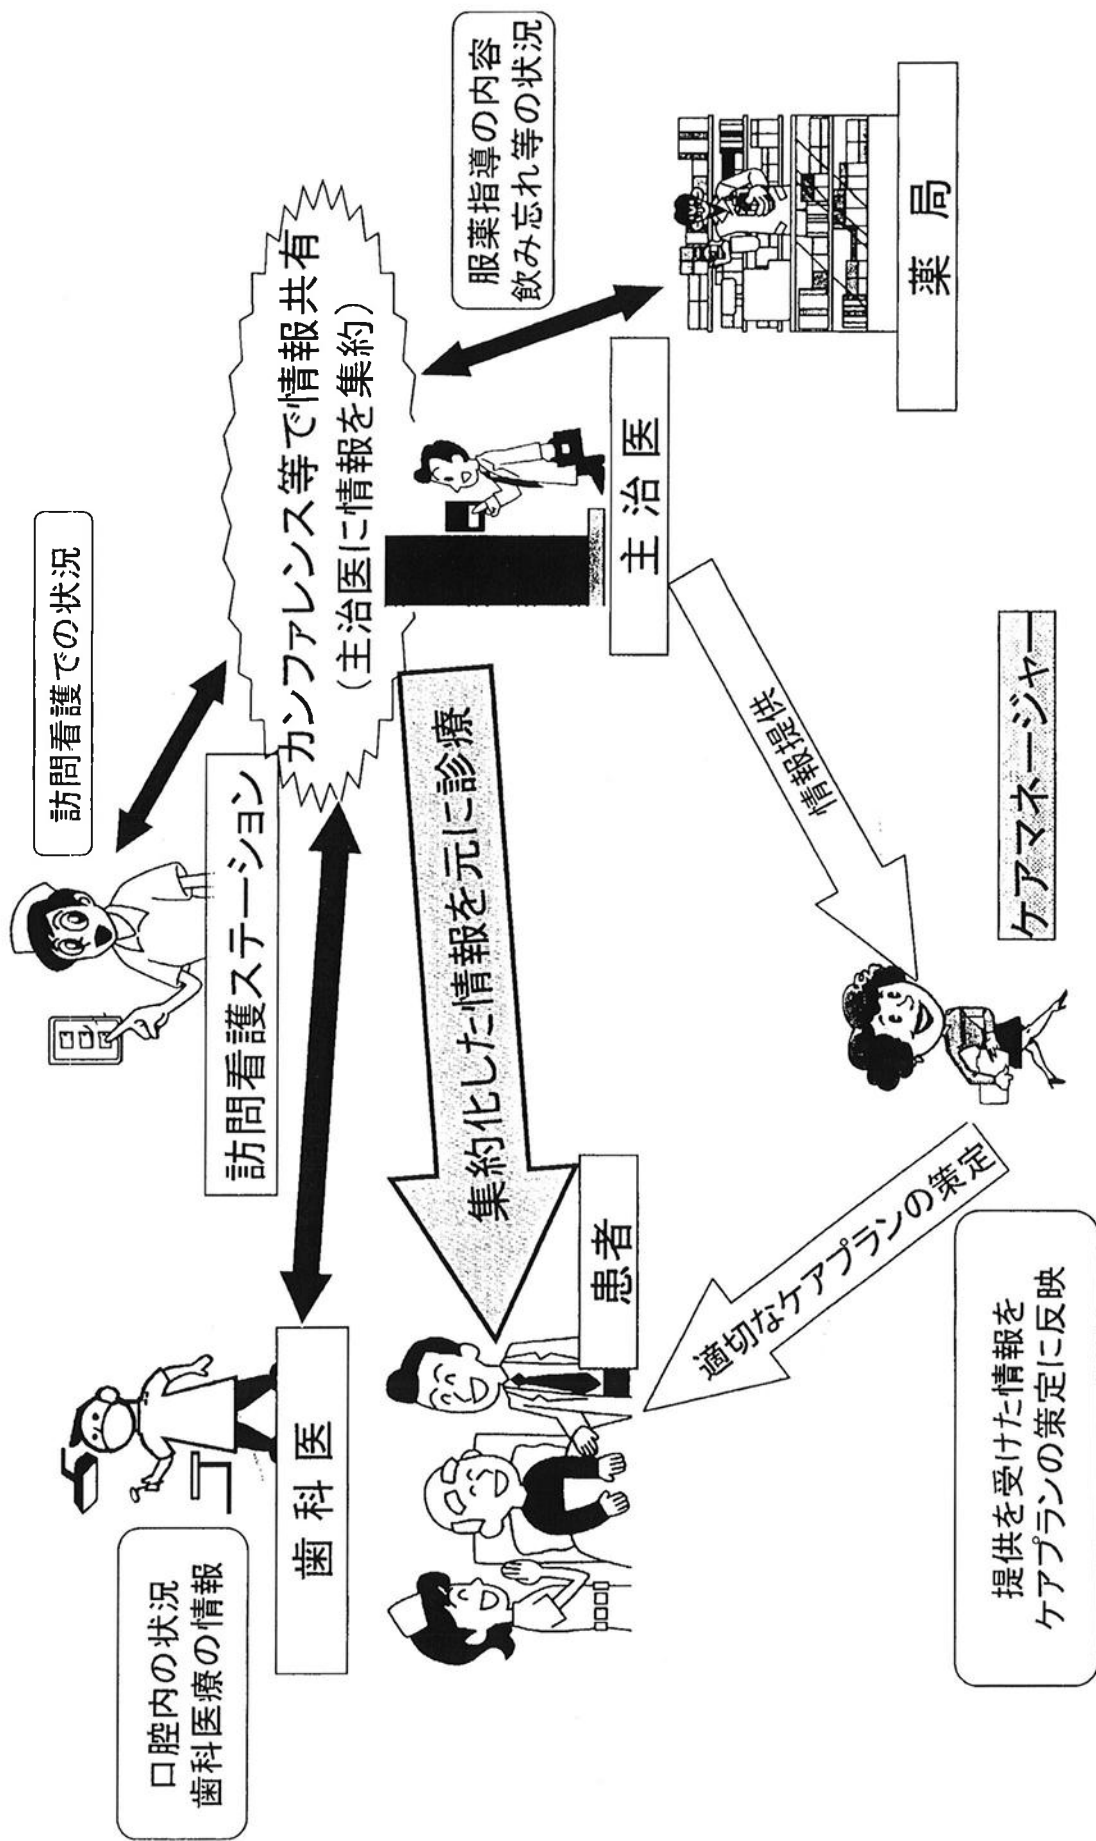 口腔内の状況
歯科医療の情報
歯科医
訪問看護ステーション
訪問看護での状況
カンファレンス等で情報共有
(主治医に情報を集約)
服薬指導の内容
飲み忘れ等の状況
集約化した情報を元に診療
主治医
薬局
患者
情報提供
適切なケアプランの策定
ケアマネージャー
提供を受けた情報を
ケアプランの策定に反映